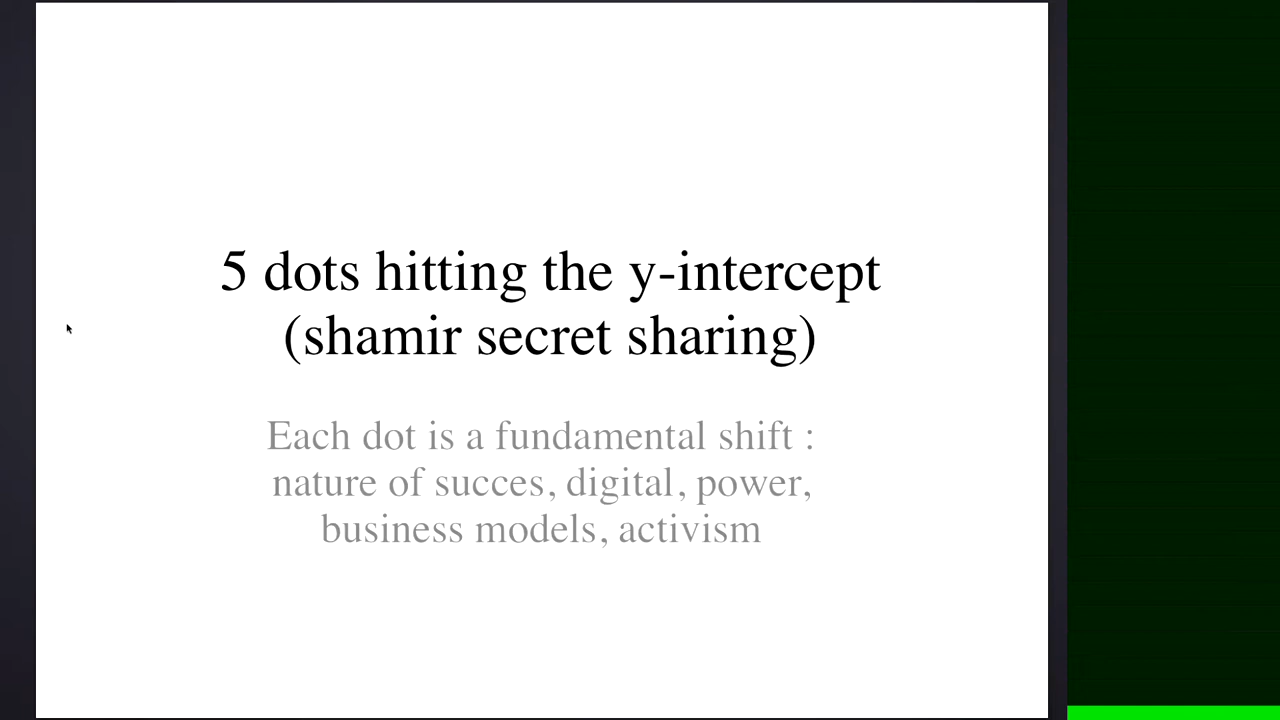 5 dots hitting the y-intercept
(shamir secret sharing)
Each dot is a fundamental shift :
nature of succes, digital, power,
business models, activism